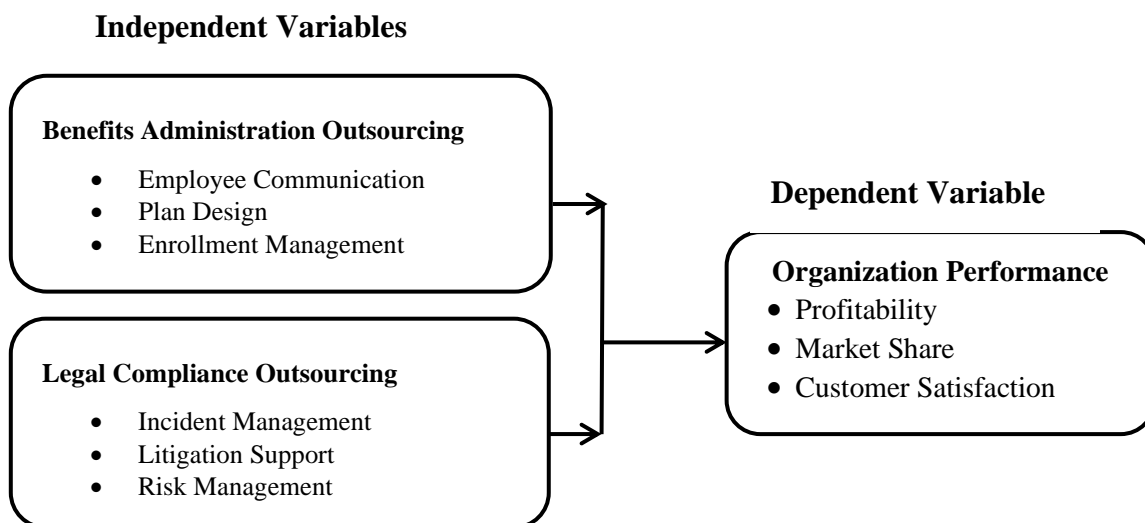 Independent Variables
Benefits Administration Outsourcing
• Employee Communication
• Plan Design
• Enrollment Management
Legal Compliance Outsourcing
• Incident Management
• Litigation Support
• Risk Management
Dependent Variable
Organization Performance
• Profitability
• Market Share
• Customer Satisfaction